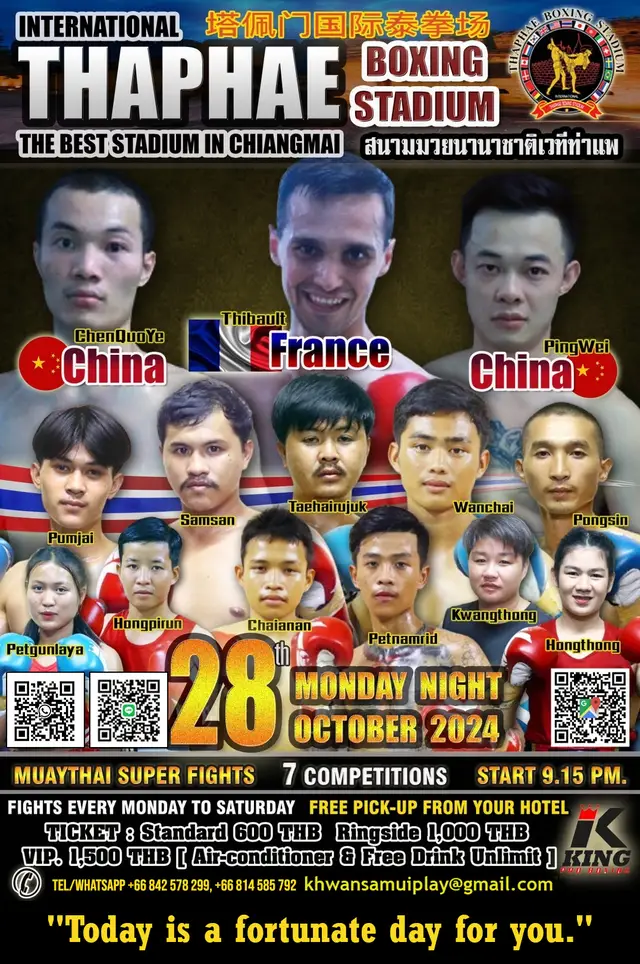 INTERNATIONAL
塔佩门国际泰拳场
THAPHAE
BOXING
STADIUM
THAPHAE BOXING STADIUM
INTERNATIONAL
THE BEST STADIUM IN CHIANGMAI
สนามมวยนานาชาติเวทีท่าแพ
ChenQuoYe
China
Thibault
France
PingWei
China
Pumjai
Samsan
Taehairujuk
Wanchai
Pongsin
Petgunlaya
Hongpirun
Chaianan
Petnamrid
Kwangthong
Hongthong
28th
MONDAY NIGHT
OCTOBER 2024
MUAYTHAI SUPER FIGHTS 7 COMPETITIONS START 9.15 PM.
FIGHTS EVERY MONDAY TO SATURDAY FREE PICK-UP FROM YOUR HOTEL
TICKET : Standard 600 THB Ringside 1,000 THB
VIP. 1,500 THB [ Air-conditioner & Free Drink Unlimit ]
K
KING
TEL/WHATSAPP +66 842 578 299, +66 814 585 792 khwansamuiplay@gmail.com
"Today is a fortunate day for you."